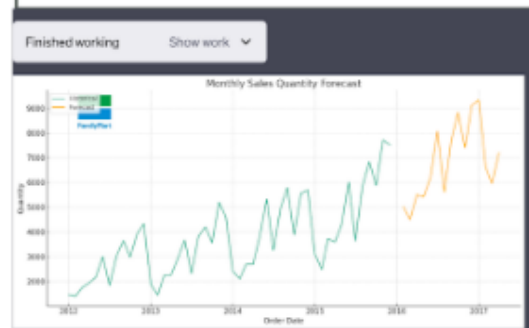 Finished working Show work
Monthly Sales Quantity Forecast
Forecast
FamilyMart
9000
8000
7000
6000
5000
4000
3000
2000
Quantity
2012 2013 2014 2015 2016 2017
Order Date